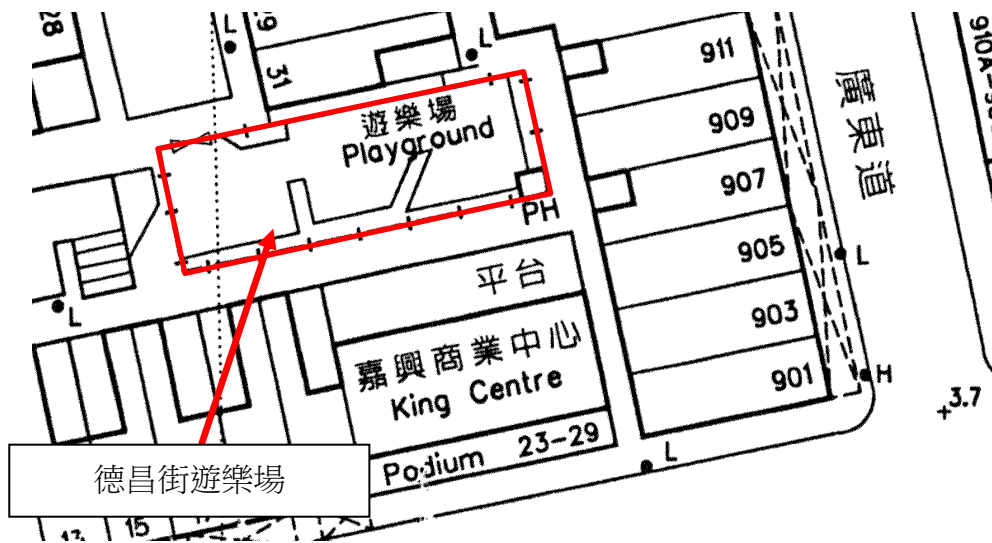 28
L
29
31
L
911
廣東道
遊樂場
Playground
909
907
PH
905
L
平台
903
L
嘉興商業中心
King Centre
901
H
+3.7
Podium 23-29
L
德昌街遊樂場
13
15